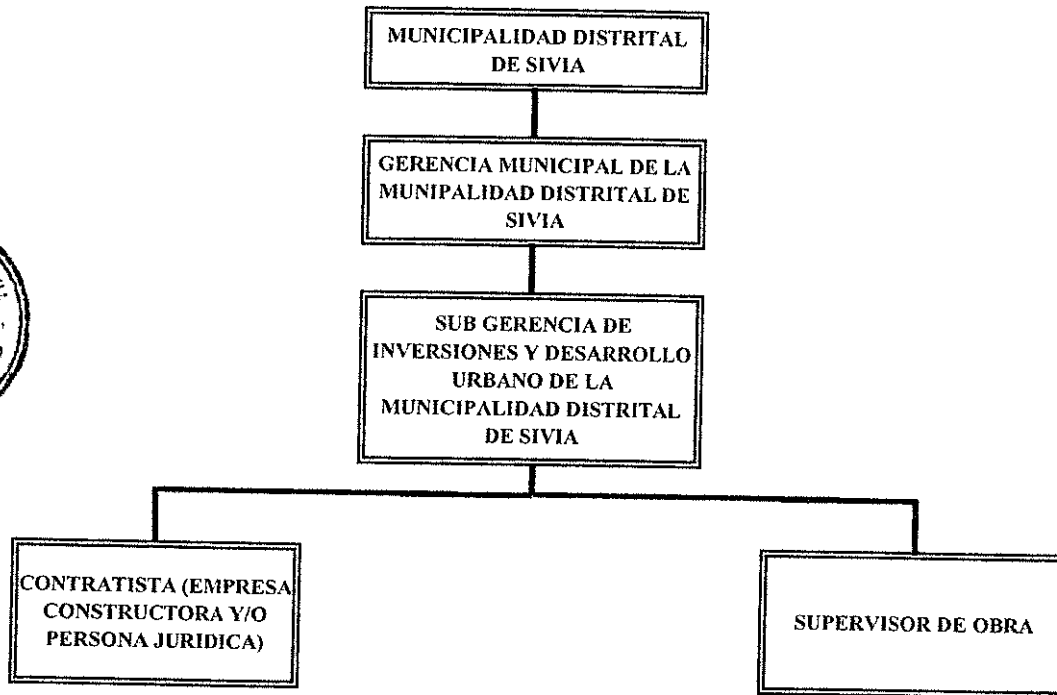 MUNICIPALIDAD DISTRITAL
DE SIVIA
GERENCIA MUNICIPAL DE LA
MUNIPALIDAD DISTRITAL DE
SIVIA
SUB GERENCIA DE
INVERSIONES Y DESARROLLO
URBANO DE LA
MUNICIPALIDAD DISTRITAL
DE SIVIA
CONTRATISTA (EMPRESA
CONSTRUCTORA Y/O
PERSONA JURIDICA)
SUPERVISOR DE OBRA